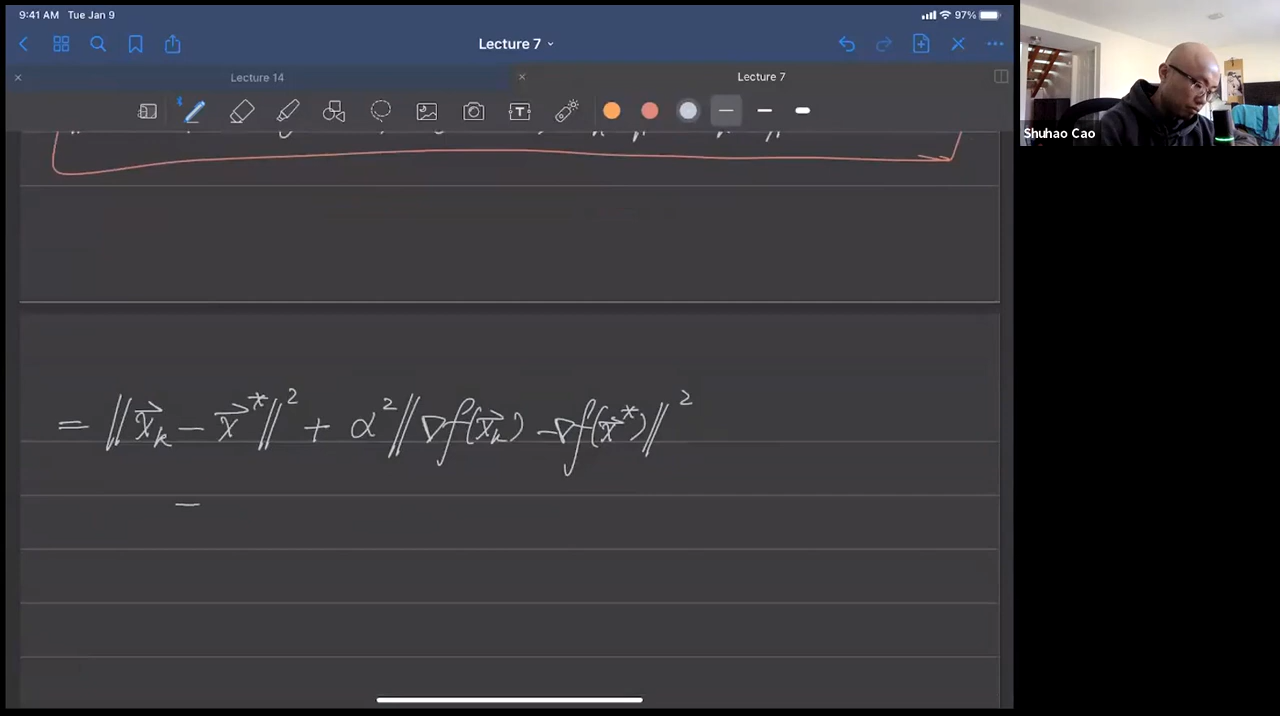 9:41 AM Tue Jan 9
97%
Lecture 7
Lecture 14
Lecture 7
T
Shuhao Cao
= ‖x⃗ₖ − x⃗*‖² + α²‖∇f(x⃗ₖ) − ∇f(x⃗*)‖²
−